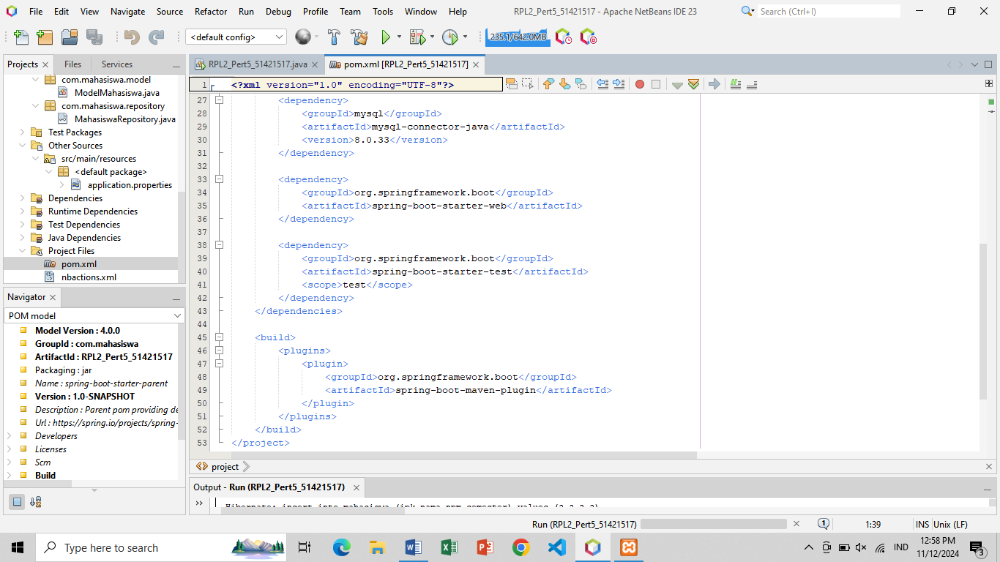 File Edit View Navigate Source Refactor Run Debug Profile Team Tools Window Help
RPL2_Pert5_51421517 - Apache NetBeans IDE 23
Search (Ctrl+I)
<default config>
235.1/642.0MB
Projects Files Services
com.mahasiswa.model
ModelMahasiswa.java
com.mahasiswa.repository
MahasiswaRepository.java
Test Packages
Other Sources
src/main/resources
<default package>
application.properties
Dependencies
Runtime Dependencies
Test Dependencies
Java Dependencies
Project Files
pom.xml
nbactions.xml
Navigator
POM model
Model Version : 4.0.0
GroupId : com.mahasiswa
ArtifactId : RPL2_Pert5_51421517
Packaging : jar
Name : spring-boot-starter-parent
Version : 1.0-SNAPSHOT
Description : Parent pom providing de
Url : https://spring.io/projects/spring-
Developers
Licenses
Scm
Build
RPL2_Pert5_51421517.java
pom.xml [RPL2_Pert5_51421517]
1 <?xml version="1.0" encoding="UTF-8"?>
27 <dependency>
28 <groupId>mysql</groupId>
29 <artifactId>mysql-connector-java</artifactId>
30 <version>8.0.33</version>
31 </dependency>
32
33 <dependency>
34 <groupId>org.springframework.boot</groupId>
35 <artifactId>spring-boot-starter-web</artifactId>
36 </dependency>
37
38 <dependency>
39 <groupId>org.springframework.boot</groupId>
40 <artifactId>spring-boot-starter-test</artifactId>
41 <scope>test</scope>
42 </dependency>
43 </dependencies>
44
45 <build>
46 <plugins>
47 <plugin>
48 <groupId>org.springframework.boot</groupId>
49 <artifactId>spring-boot-maven-plugin</artifactId>
50 </plugin>
51 </plugins>
52 </build>
53 </project>
project
Output - Run (RPL2_Pert5_51421517)
Hibernate: insert into mahasiswa (ipk,nama,npm,semester) values (?,?,?,?)
Run (RPL2_Pert5_51421517)
1
1:39
INS
Unix (LF)
Type here to search
IND
12:58 PM
11/12/2024
3